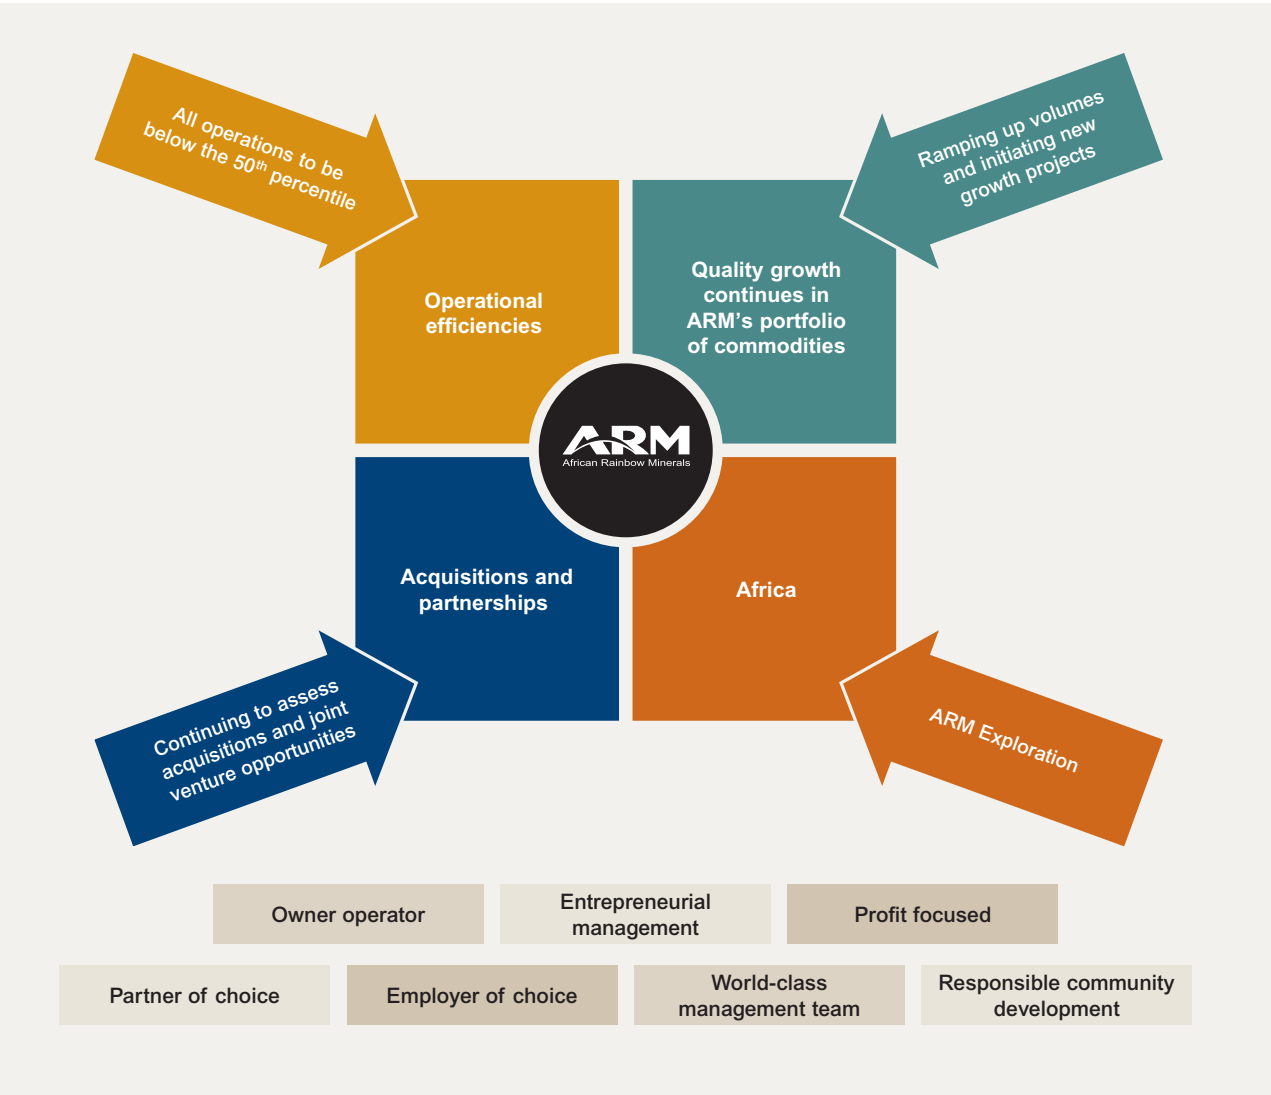 All operations to be
below the 50th percentile
Ramping up volumes
and initiating new
growth projects
Operational
efficiencies
Quality growth
continues in
ARM’s portfolio
of commodities
ARM
African Rainbow Minerals
Acquisitions and
partnerships
Africa
Continuing to assess
acquisitions and joint
venture opportunities
ARM Exploration
Owner operator
Entrepreneurial
management
Profit focused
Partner of choice
Employer of choice
World-class
management team
Responsible community
development